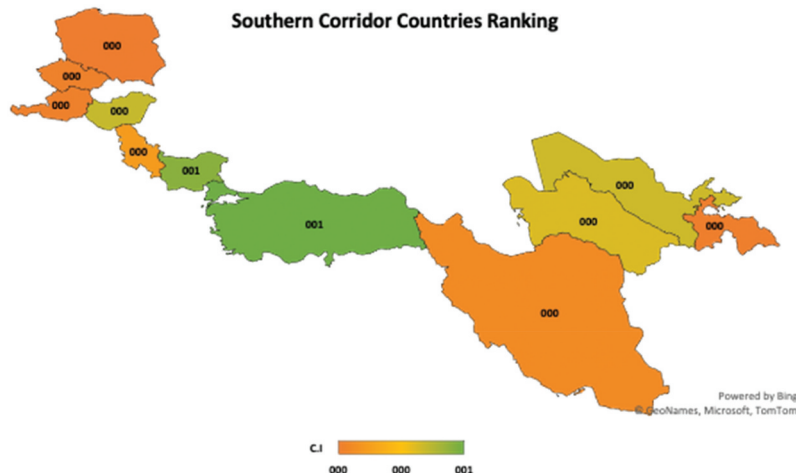 Southern Corridor Countries Ranking
000
000
000
000
000
001
001
000
000
000
000
Powered by Bing
© GeoNames, Microsoft, TomTom
C.I
000 000 001